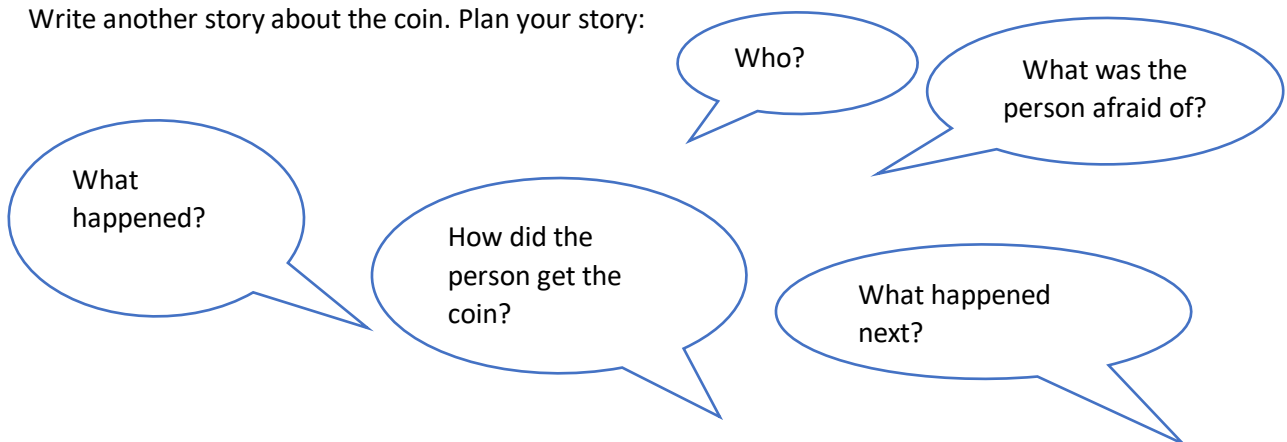 Write another story about the coin. Plan your story:
Who?
What was the
person afraid of?
What
happened?
How did the
person get the
coin?
What happened
next?